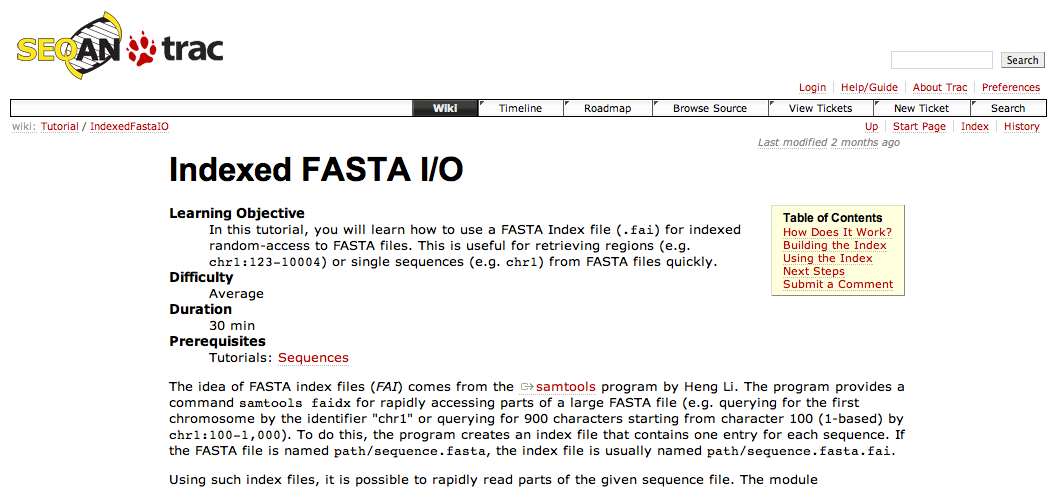 SEQAN trac
Search
Login Help/Guide About Trac Preferences
Wiki Timeline Roadmap Browse Source View Tickets New Ticket Search
wiki: Tutorial / IndexedFastaIO
Up Start Page Index History
Last modified 2 months ago
Indexed FASTA I/O
Learning Objective
In this tutorial, you will learn how to use a FASTA Index file (.fai) for indexed
random-access to FASTA files. This is useful for retrieving regions (e.g.
chr1:123-10004) or single sequences (e.g. chr1) from FASTA files quickly.
Difficulty
Average
Duration
30 min
Prerequisites
Tutorials: Sequences
Table of Contents
How Does It Work?
Building the Index
Using the Index
Next Steps
Submit a Comment
The idea of FASTA index files (FAI) comes from the samtools program by Heng Li. The program provides a
command samtools faidx for rapidly accessing parts of a large FASTA file (e.g. querying for the first
chromosome by the identifier "chr1" or querying for 900 characters starting from character 100 (1-based) by
chr1:100-1,000). To do this, the program creates an index file that contains one entry for each sequence. If
the FASTA file is named path/sequence.fasta, the index file is usually named path/sequence.fasta.fai.
Using such index files, it is possible to rapidly read parts of the given sequence file. The module